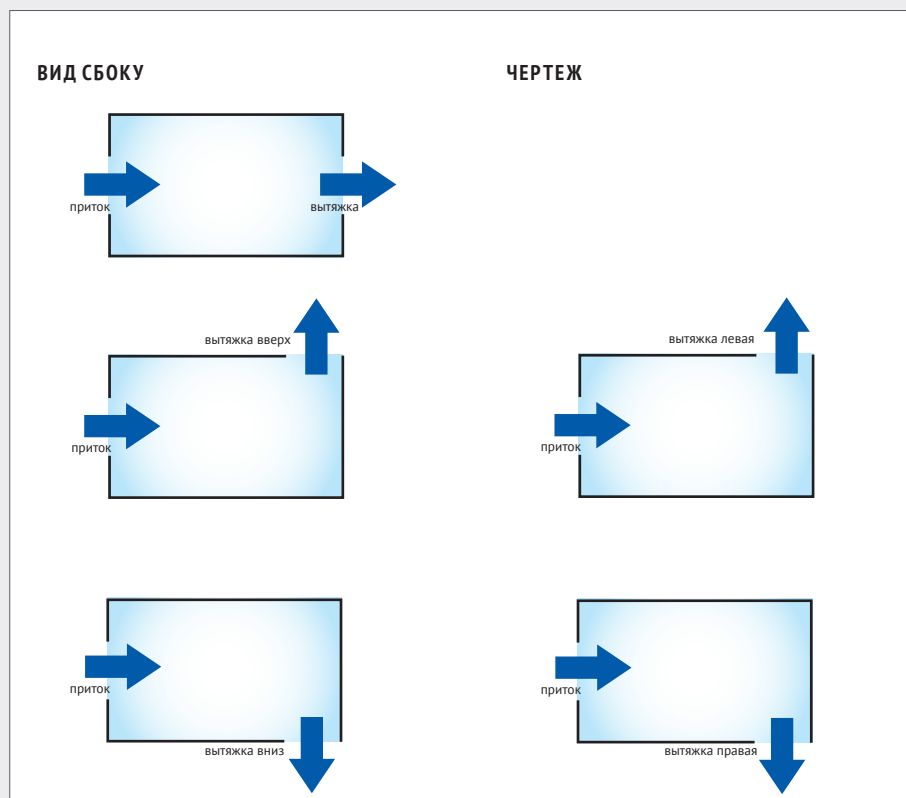 ВИД СБОКУ
ЧЕРТЕЖ
приток
вытяжка
вытяжка вверх
приток
вытяжка левая
приток
приток
вытяжка вниз
приток
вытяжка правая